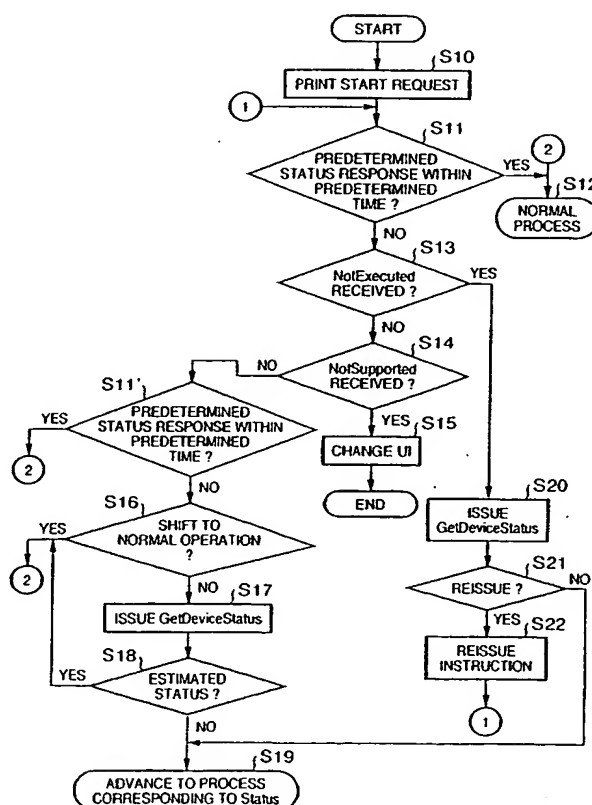 START
S10
PRINT START REQUEST
1
S11
PREDETERMINED
STATUS RESPONSE WITHIN
PREDETERMINED
TIME ?
YES
2
S12
NORMAL
PROCESS
NO
S13
NotExecuted
RECEIVED ?
YES
NO
S14
NotSupported
RECEIVED ?
NO
S11'
PREDETERMINED
STATUS RESPONSE WITHIN
PREDETERMINED
TIME ?
YES
2
YES
S15
CHANGE UI
END
NO
S16
SHIFT TO
NORMAL OPERATION
?
YES
2
S20
ISSUE
GetDeviceStatus
NO
S17
ISSUE GetDeviceStatus
S21
REISSUE ?
NO
YES
S22
REISSUE
INSTRUCTION
1
S18
ESTIMATED
STATUS ?
YES
NO
S19
ADVANCE TO PROCESS
CORRESPONDING TO Status